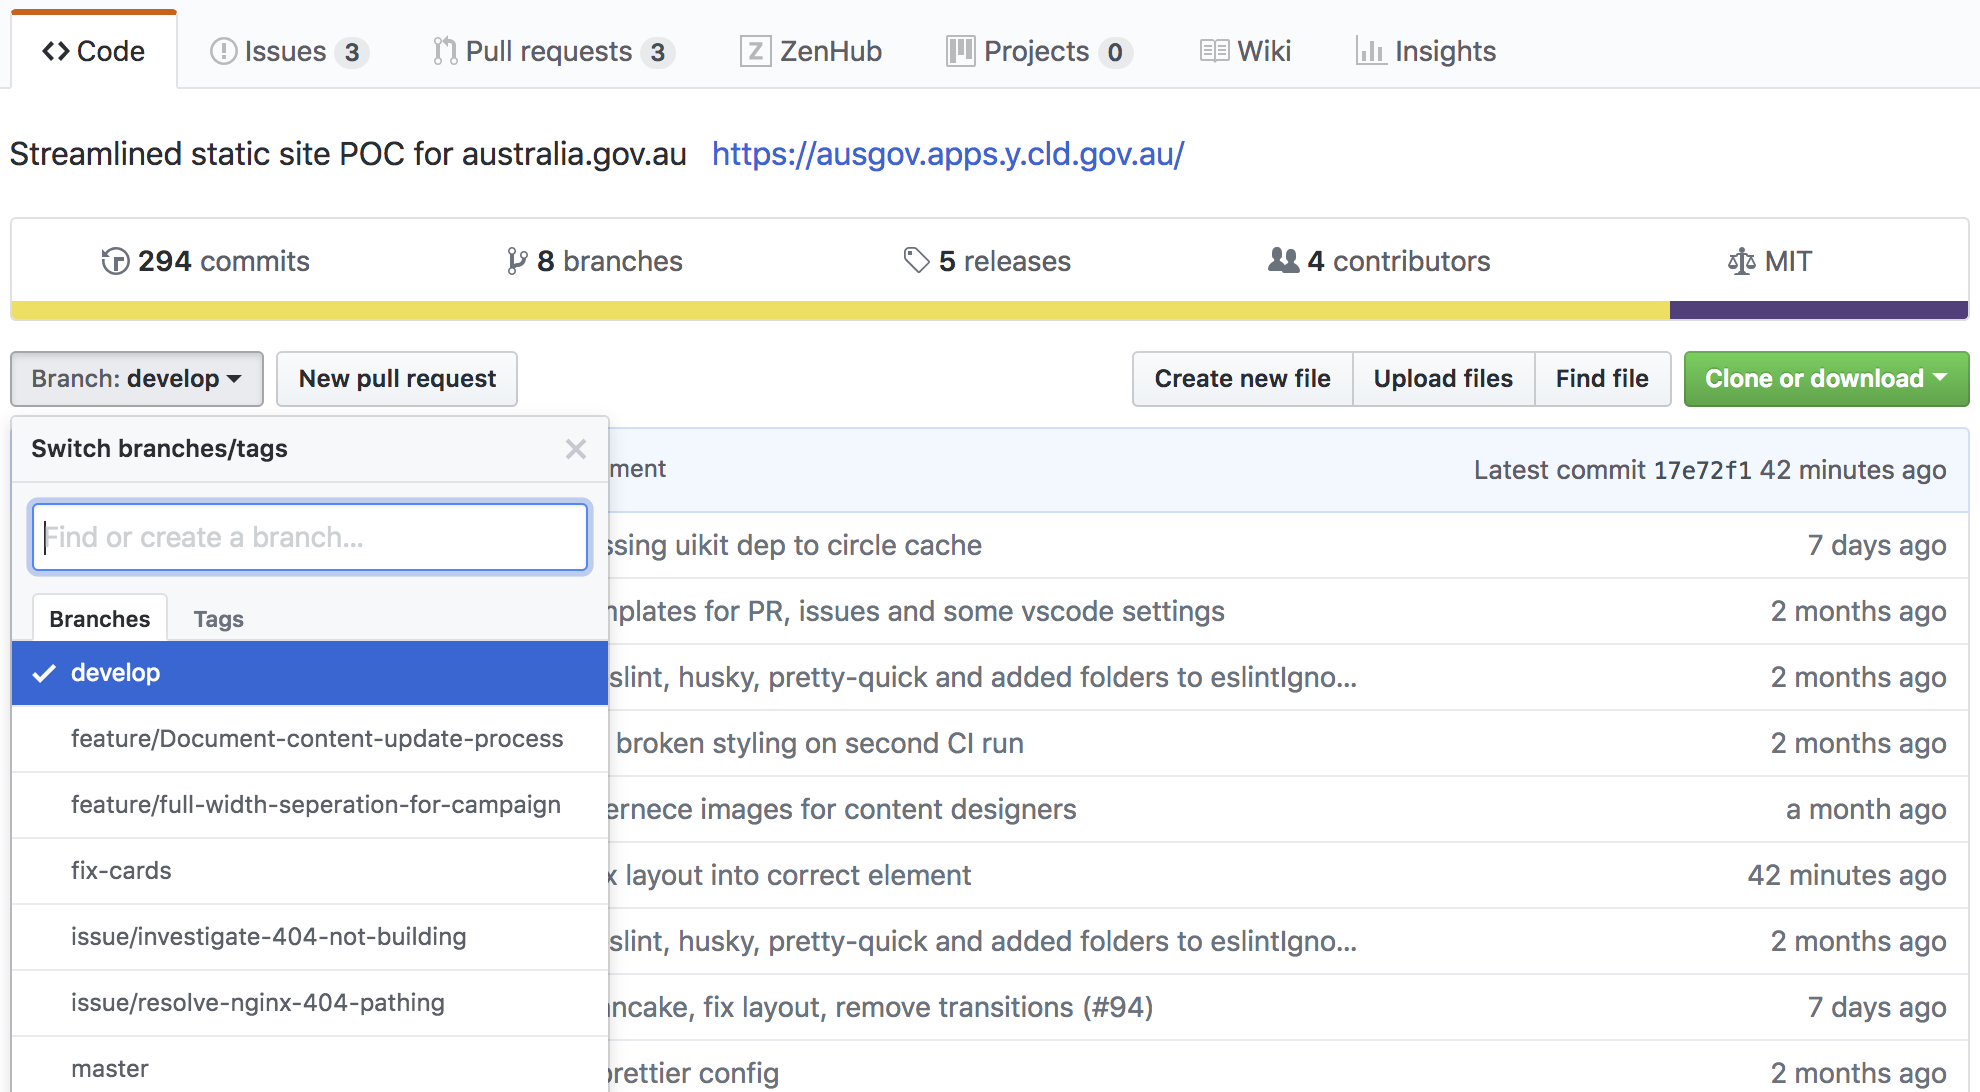 Code Issues 3 Pull requests 3 ZenHub Projects 0 Wiki Insights
Streamlined static site POC for australia.gov.au https://ausgov.apps.y.cld.gov.au/
294 commits 8 branches 5 releases 4 contributors MIT
Branch: develop New pull request Create new file Upload files Find file Clone or download
Switch branches/tags
Find or create a branch...
Branches Tags
develop
feature/Document-content-update-process
feature/full-width-seperation-for-campaign
fix-cards
issue/investigate-404-not-building
issue/resolve-nginx-404-pathing
master
Latest commit 17e72f1 42 minutes ago
uikit dep to circle cache 7 days ago
for PR, issues and some vscode settings 2 months ago
husky, pretty-quick and added folders to eslintIgno... 2 months ago
broken styling on second CI run 2 months ago
images for content designers a month ago
layout into correct element 42 minutes ago
husky, pretty-quick and added folders to eslintIgno... 2 months ago
fix layout, remove transitions (#94) 7 days ago
config 2 months ago